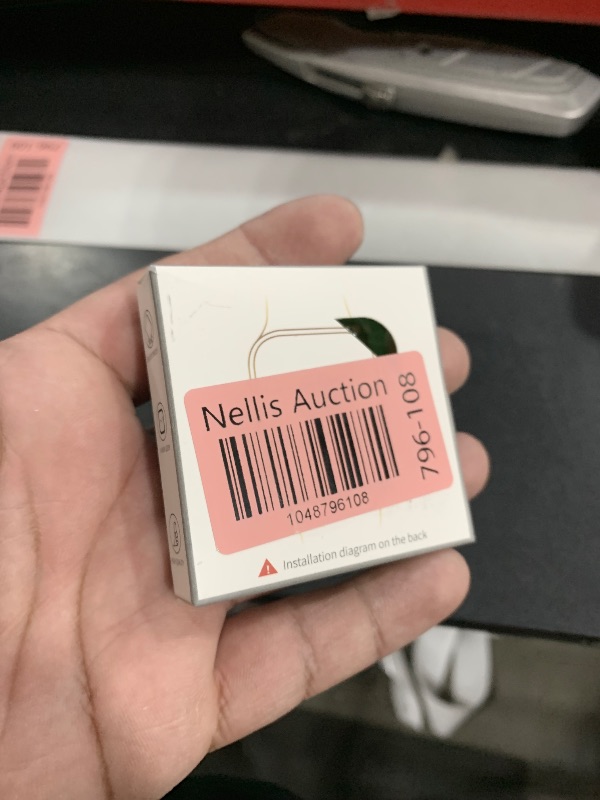 Nellis Auction
796-108
1048796108
Installation diagram on the back